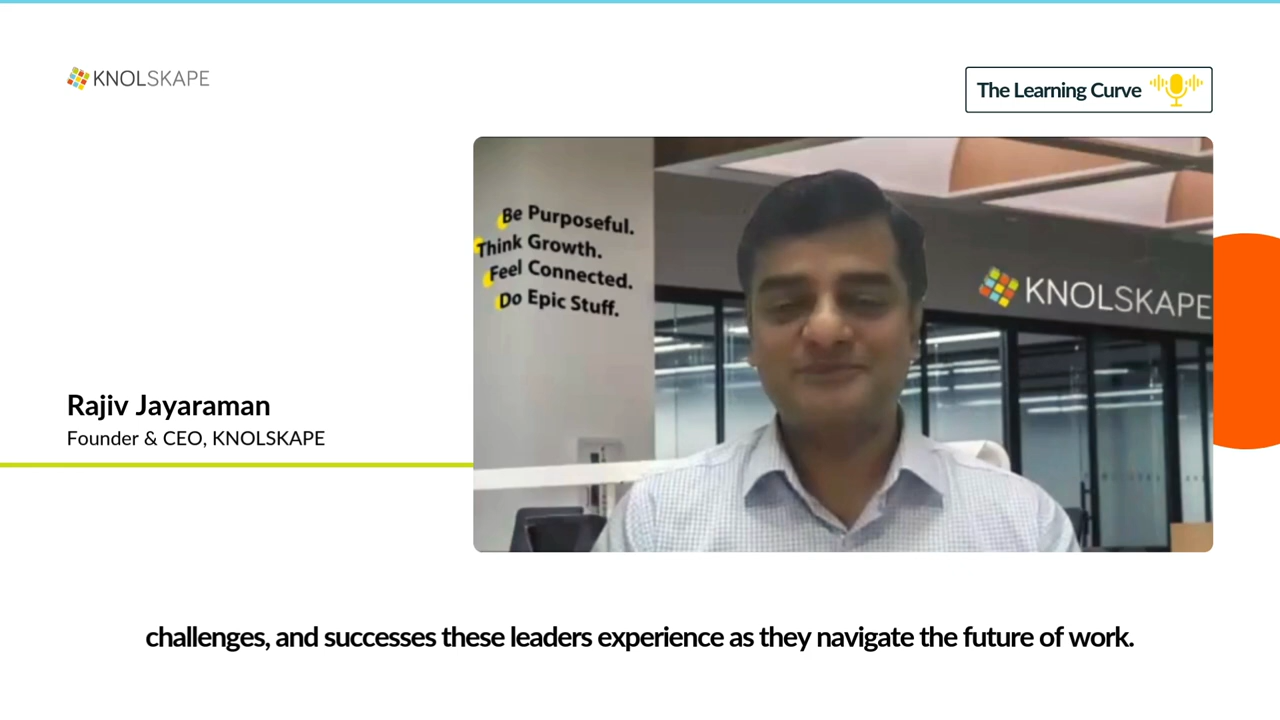 KNOLSKAPE
The Learning Curve
Be Purposeful.
Think Growth.
Feel Connected.
Do Epic Stuff.
KNOLSKAPE
Rajiv Jayaraman
Founder & CEO, KNOLSKAPE
challenges, and successes these leaders experience as they navigate the future of work.